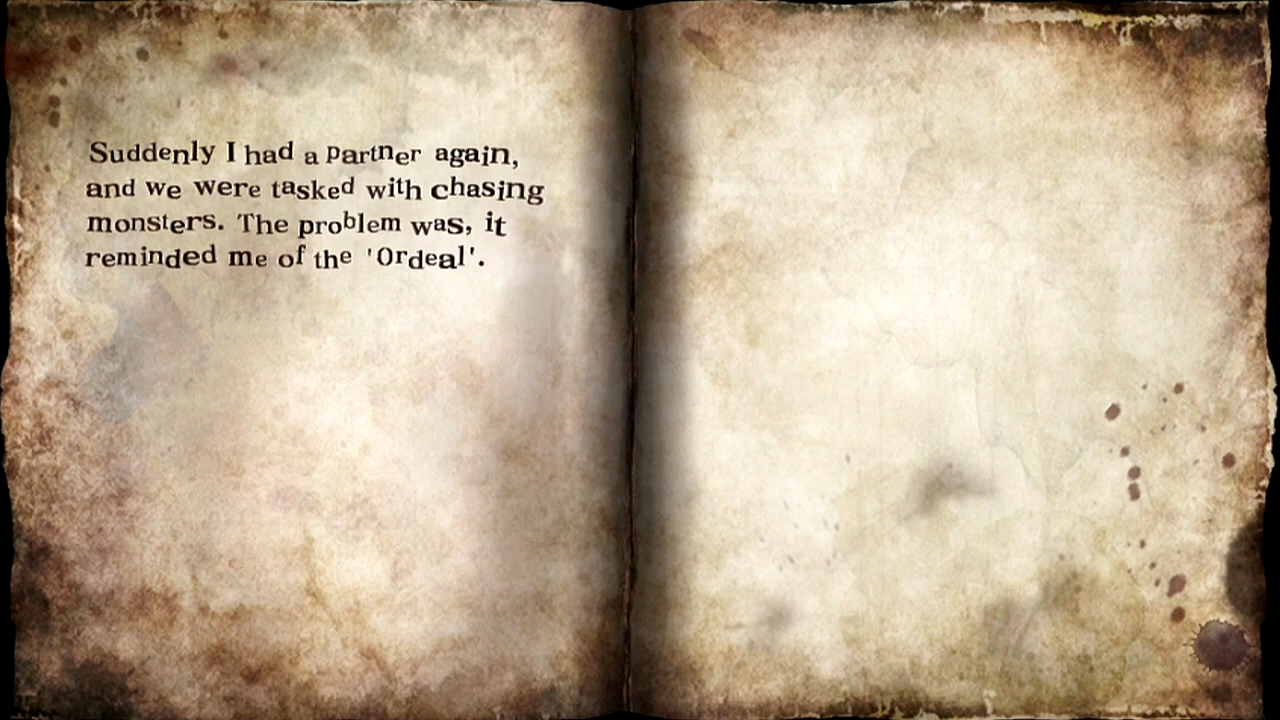 Suddenly I had a partner again,
and we were tasked with chasing
monsters. The problem was, it
reminded me of the 'Ordeal'.